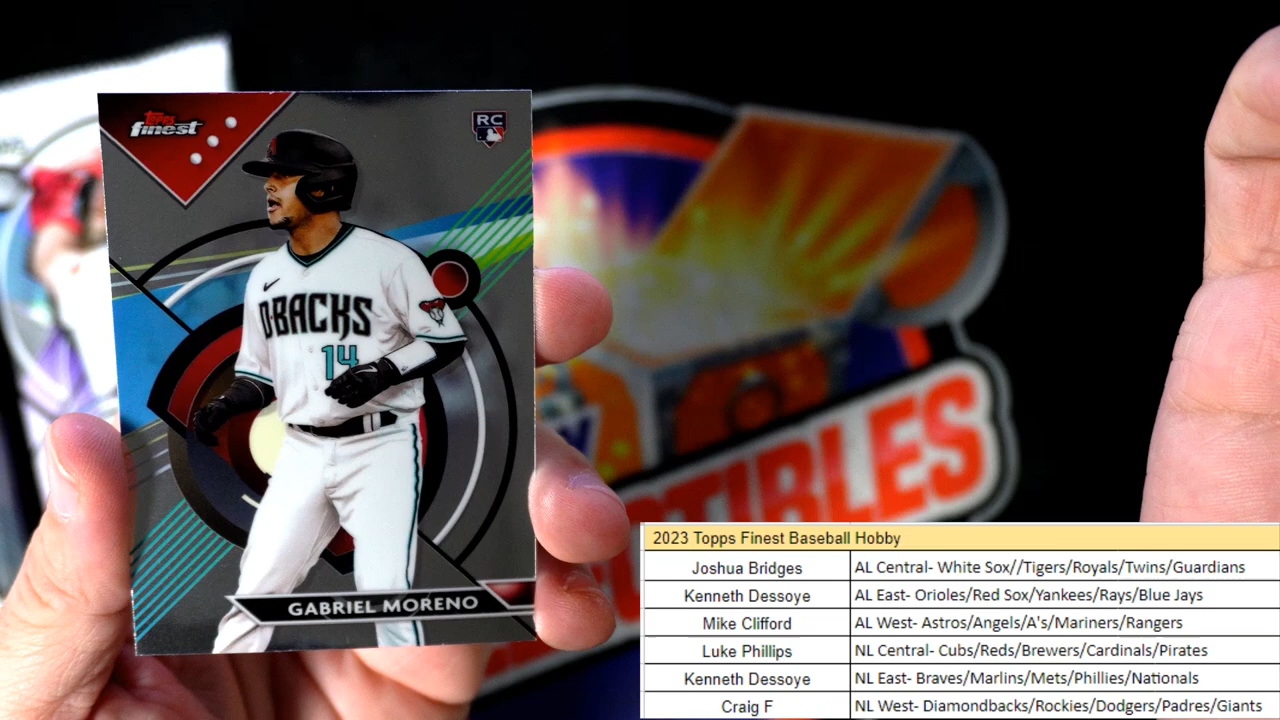 TOPPS
finest
RC
D-BACKS
14
GABRIEL MORENO
TIBLES
2023 Topps Finest Baseball Hobby
Joshua Bridges AL Central- White Sox//Tigers/Royals/Twins/Guardians
Kenneth Dessoye AL East- Orioles/Red Sox/Yankees/Rays/Blue Jays
Mike Clifford AL West- Astros/Angels/A's/Mariners/Rangers
Luke Phillips NL Central- Cubs/Reds/Brewers/Cardinals/Pirates
Kenneth Dessoye NL East- Braves/Marlins/Mets/Phillies/Nationals
Craig F NL West- Diamondbacks/Rockies/Dodgers/Padres/Giants